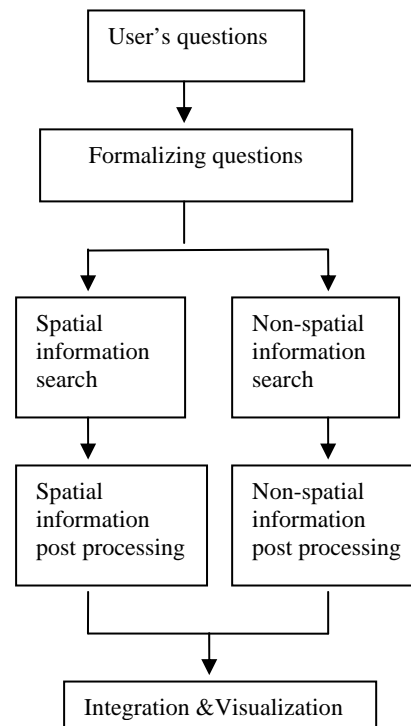 User’s questions
Formalizing questions
Spatial
information
search
Non-spatial
information
search
Spatial
information
post processing
Non-spatial
information
post processing
Integration &Visualization